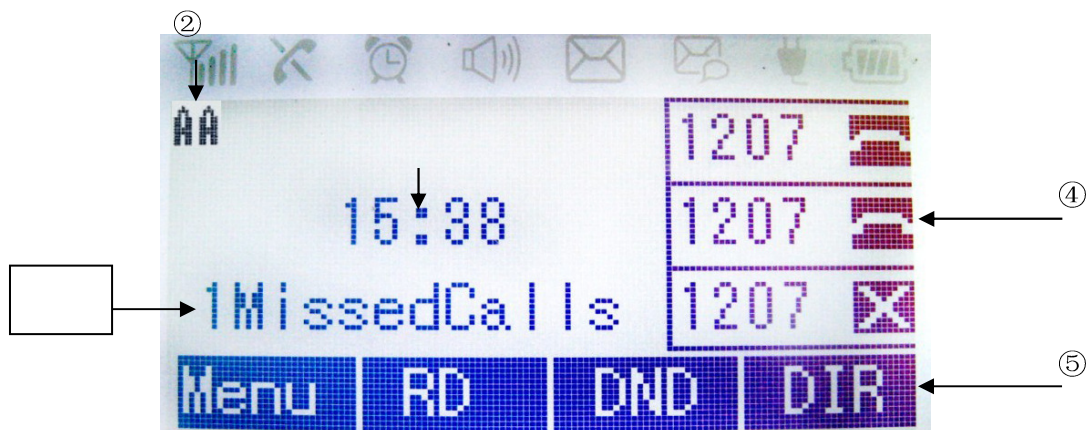 ②
AA
1207
15:38
1207
④
1MissedCalls
1207
Menu RD DND DIR
⑤